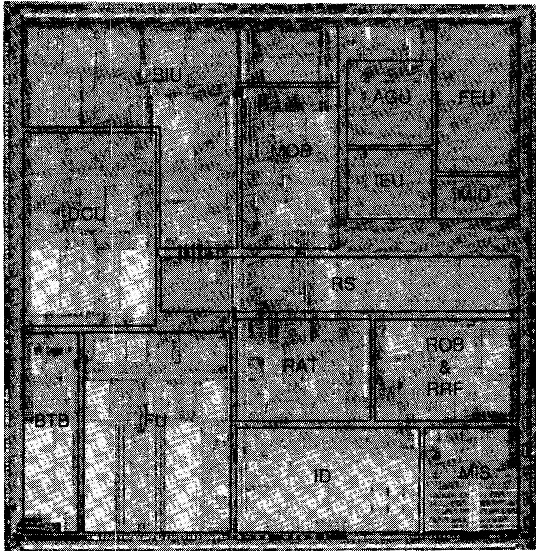 BIU
AGU
FEU
MOB
IEU
MIU
DCU
RS
RAT
ROB
&
RRF
BTB
IFU
ID
MIS